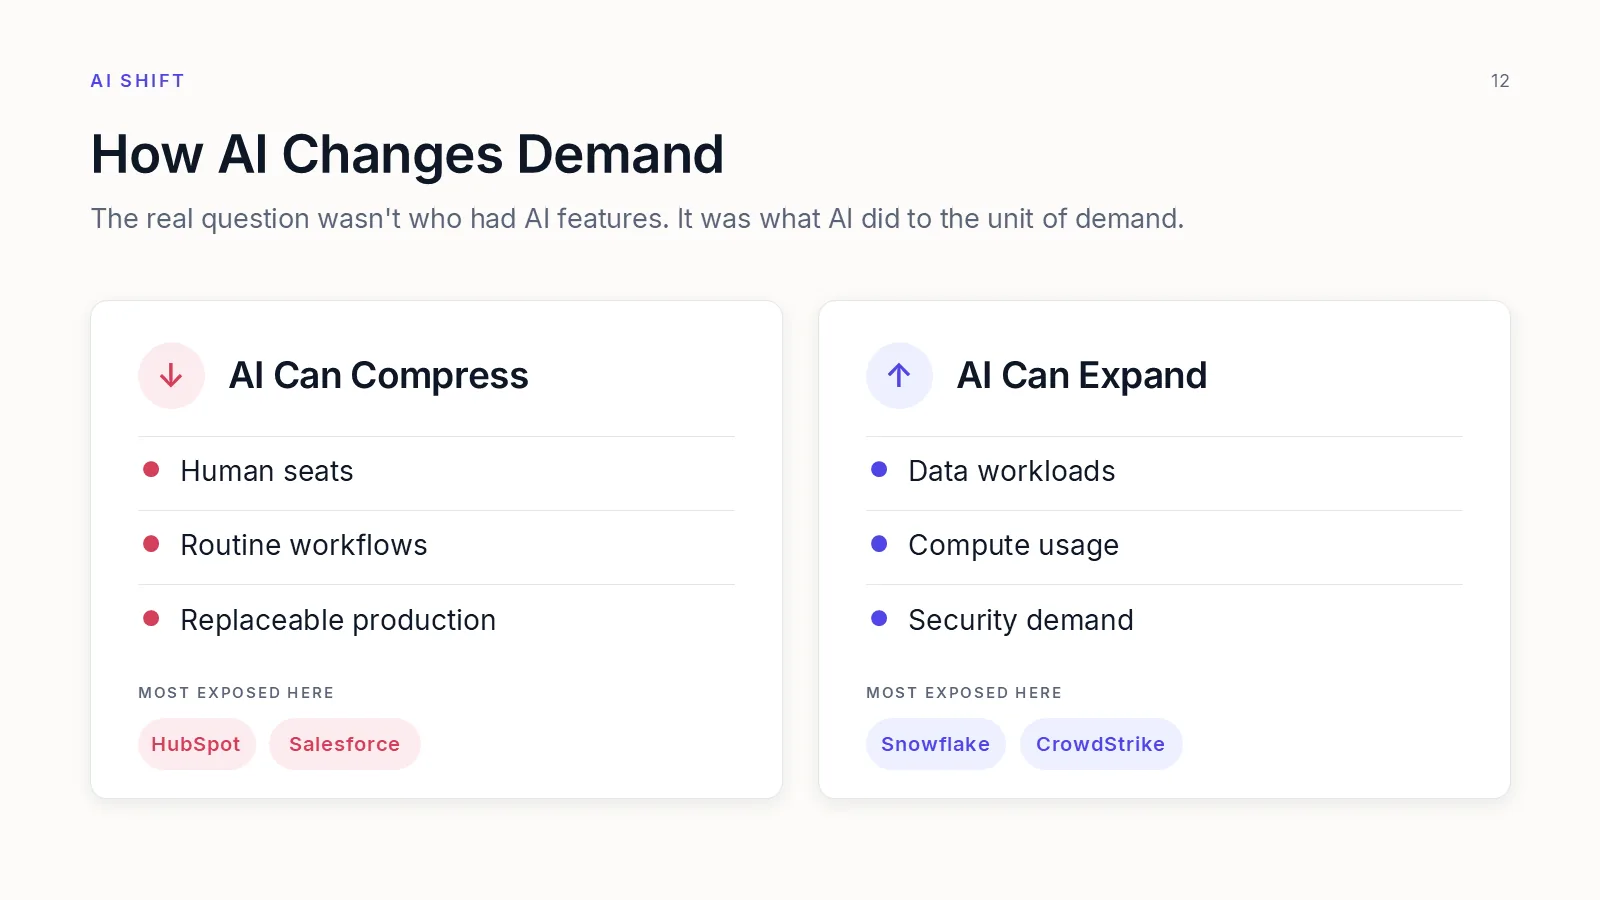 AI SHIFT
12
How AI Changes Demand
The real question wasn't who had AI features. It was what AI did to the unit of demand.
AI Can Compress
Human seats
Routine workflows
Replaceable production
MOST EXPOSED HERE
HubSpot
Salesforce
AI Can Expand
Data workloads
Compute usage
Security demand
MOST EXPOSED HERE
Snowflake
CrowdStrike